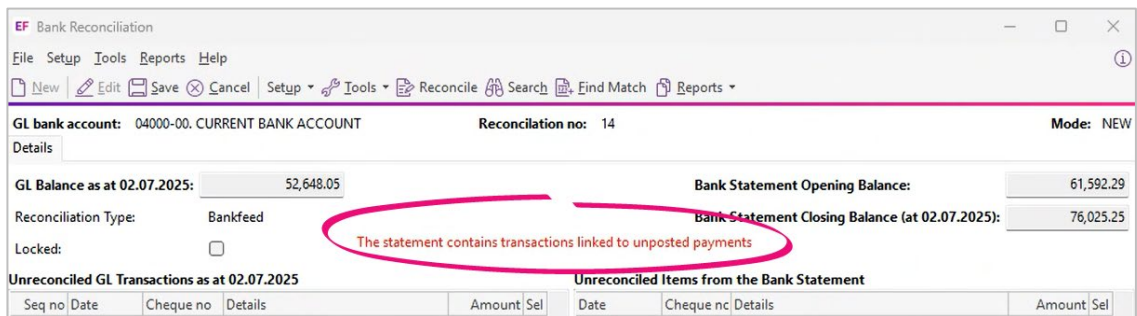 EF Bank Reconciliation
File Setup Tools Reports Help
New Edit Save Cancel Setup Tools Reconcile Search Find Match Reports
GL bank account: 04000-00. CURRENT BANK ACCOUNT Reconcilation no: 14 Mode: NEW
Details
GL Balance as at 02.07.2025: 52,648.05 Bank Statement Opening Balance: 61,592.29
Reconciliation Type: Bankfeed Bank Statement Closing Balance (at 02.07.2025): 76,025.25
Locked: The statement contains transactions linked to unposted payments
Unreconciled GL Transactions as at 02.07.2025 Unreconciled Items from the Bank Statement
Seq no Date Cheque no Details Amount Sel Date Cheque nc Details Amount Sel